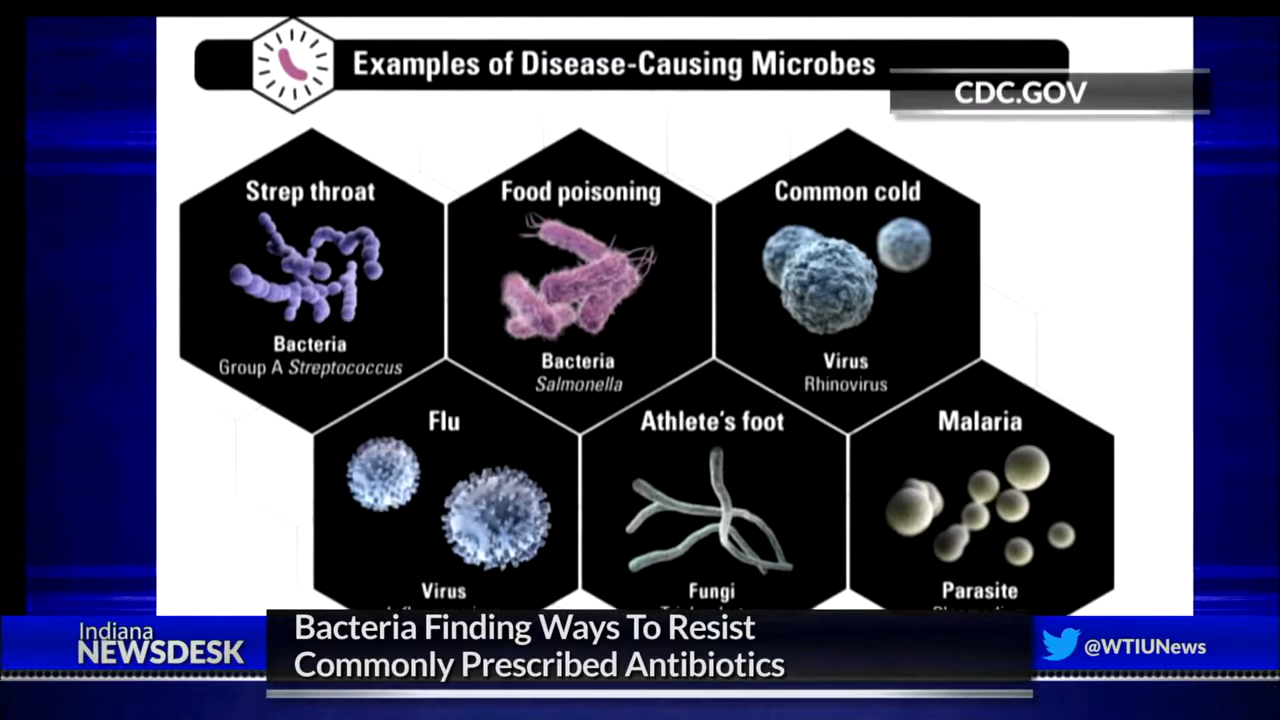 Examples of Disease-Causing Microbes
CDC.GOV
Strep throat
Bacteria
Group A Streptococcus
Food poisoning
Bacteria
Salmonella
Common cold
Virus
Rhinovirus
Flu
Virus
Athlete's foot
Fungi
Malaria
Parasite
Indiana
NEWSDESK
Bacteria Finding Ways To Resist
Commonly Prescribed Antibiotics
@WTIUNews